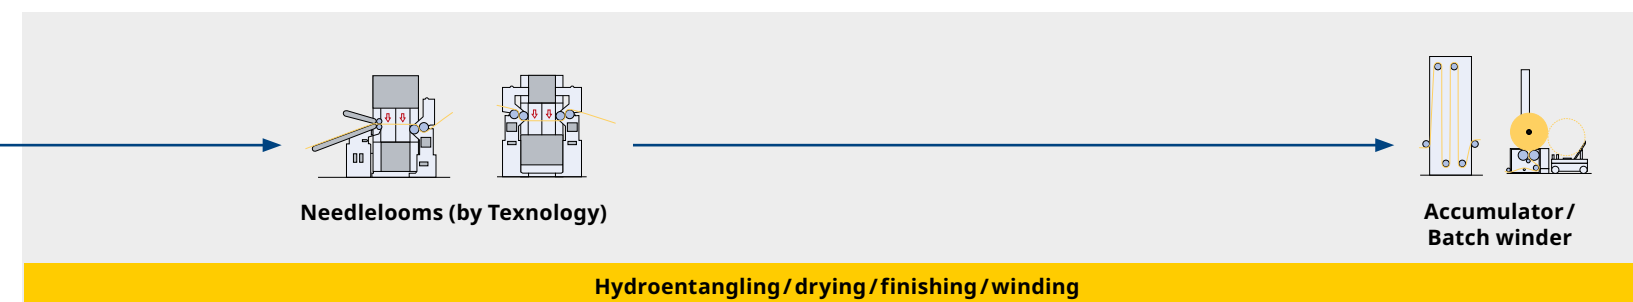 Needlelooms (by Texnology)
Accumulator/
Batch winder
Hydroentangling/drying/finishing/winding